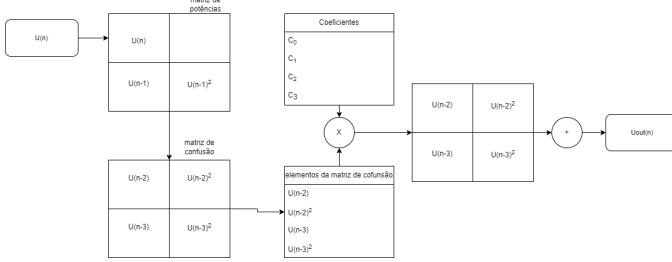 matriz de
potências
U(n)
U(n)
U(n-1)
U(n-1)²
matriz de
confusão
U(n-2)
U(n-2)²
U(n-3)
U(n-3)²
Coeficientes
C₀
C₁
C₂
C₃
X
elementos da matriz de cofunsão
U(n-2)
U(n-2)²
U(n-3)
U(n-3)²
U(n-2)
U(n-2)²
U(n-3)
U(n-3)²
+
Uout(n)